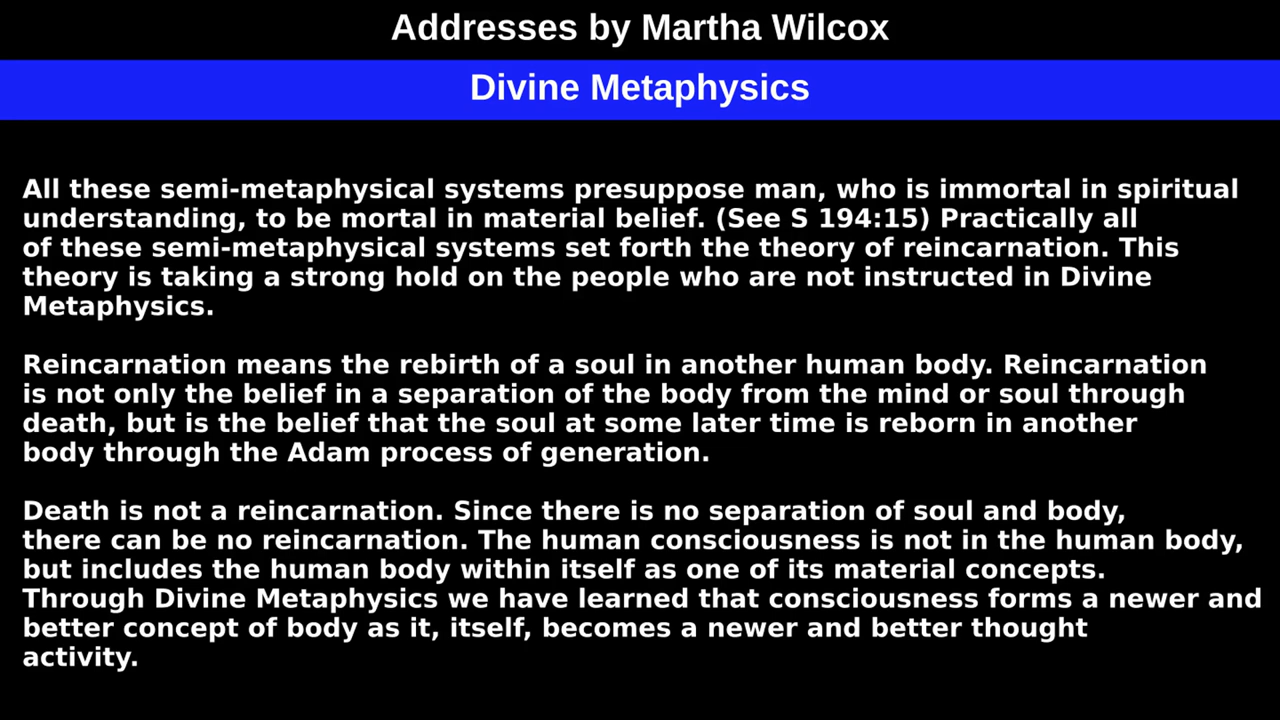 Addresses by Martha Wilcox
Divine Metaphysics
All these semi-metaphysical systems presuppose man, who is immortal in spiritual
understanding, to be mortal in material belief. (See S 194:15) Practically all
of these semi-metaphysical systems set forth the theory of reincarnation. This
theory is taking a strong hold on the people who are not instructed in Divine
Metaphysics.
Reincarnation means the rebirth of a soul in another human body. Reincarnation
is not only the belief in a separation of the body from the mind or soul through
death, but is the belief that the soul at some later time is reborn in another
body through the Adam process of generation.
Death is not a reincarnation. Since there is no separation of soul and body,
there can be no reincarnation. The human consciousness is not in the human body,
but includes the human body within itself as one of its material concepts.
Through Divine Metaphysics we have learned that consciousness forms a newer and
better concept of body as it, itself, becomes a newer and better thought
activity.